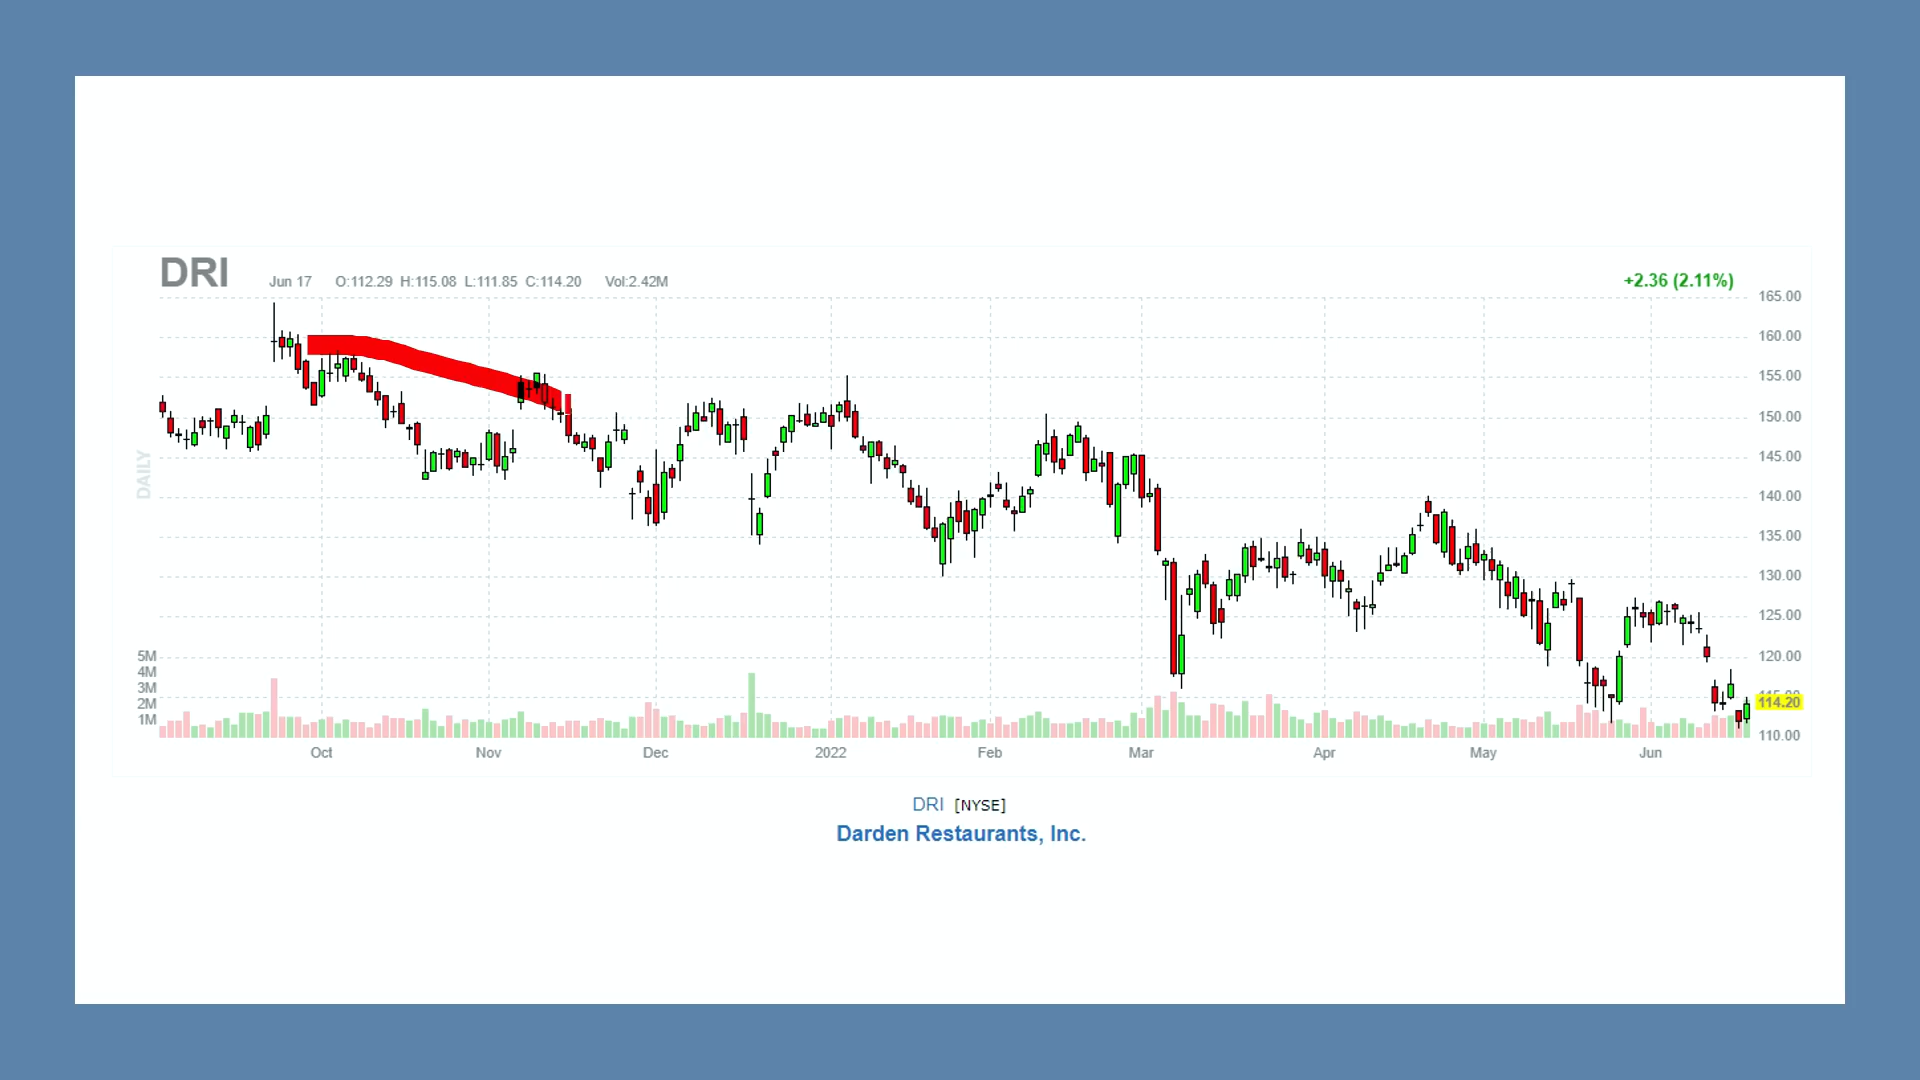 DRI Jun 17 O:112.29 H:115.08 L:111.85 C:114.20 Vol:2.42M +2.36 (2.11%)
165.00
160.00
155.00
150.00
145.00
140.00
135.00
130.00
125.00
120.00
115.00
114.20
110.00
DAILY
5M
4M
3M
2M
1M
Oct Nov Dec 2022 Feb Mar Apr May Jun
DRI [NYSE]
Darden Restaurants, Inc.